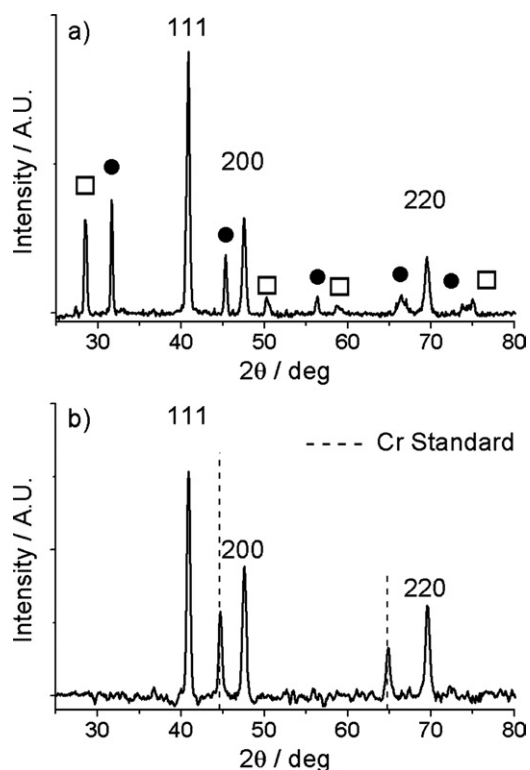 a)
111
200
220
Intensity / A.U.
30 40 50 60 70 80
2θ / deg
b)
111
Cr Standard
200
220
Intensity / A.U.
30 40 50 60 70 80
2θ / deg